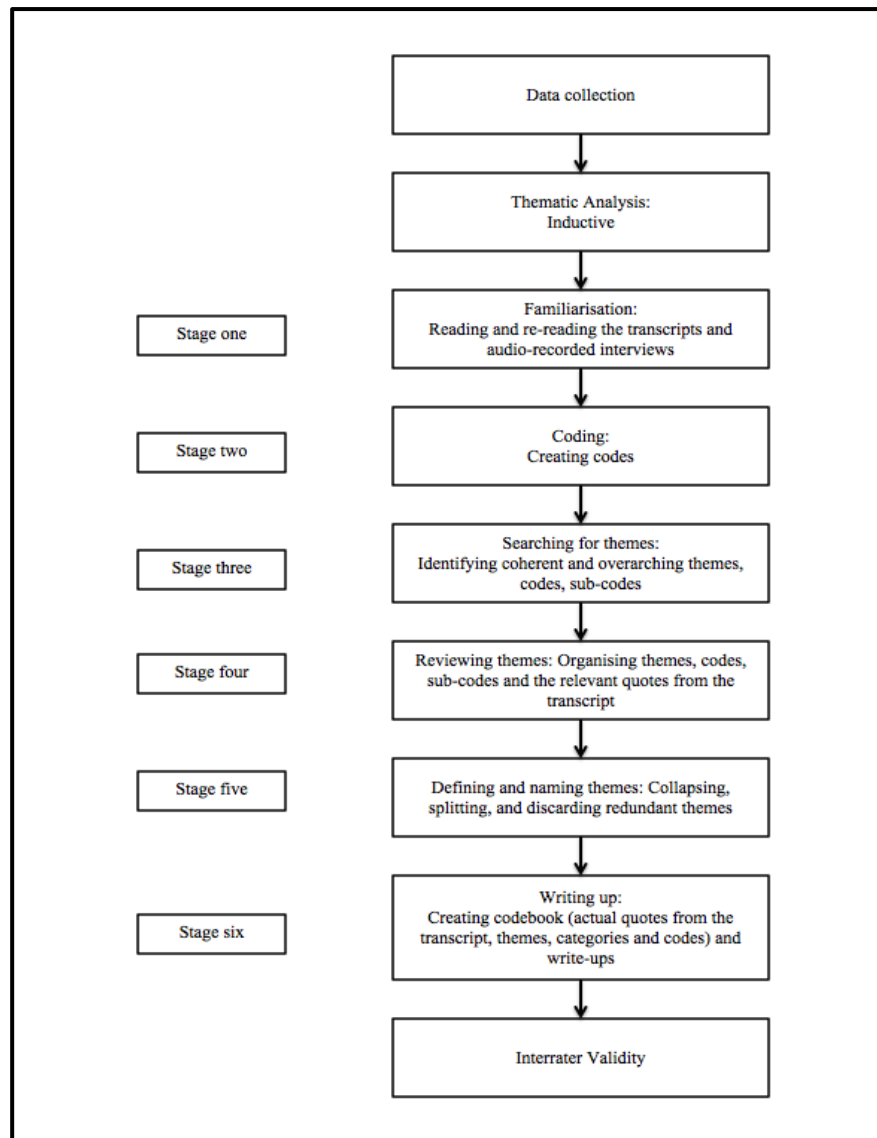 Data collection
Thematic Analysis:
Inductive
Stage one
Familiarisation:
Reading and re-reading the transcripts and
audio-recorded interviews
Stage two
Coding:
Creating codes
Stage three
Searching for themes:
Identifying coherent and overarching themes,
codes, sub-codes
Stage four
Reviewing themes: Organising themes, codes,
sub-codes and the relevant quotes from the
transcript
Stage five
Defining and naming themes: Collapsing,
splitting, and discarding redundant themes
Stage six
Writing up:
Creating codebook (actual quotes from the
transcript, themes, categories and codes) and
write-ups
Interrater Validity